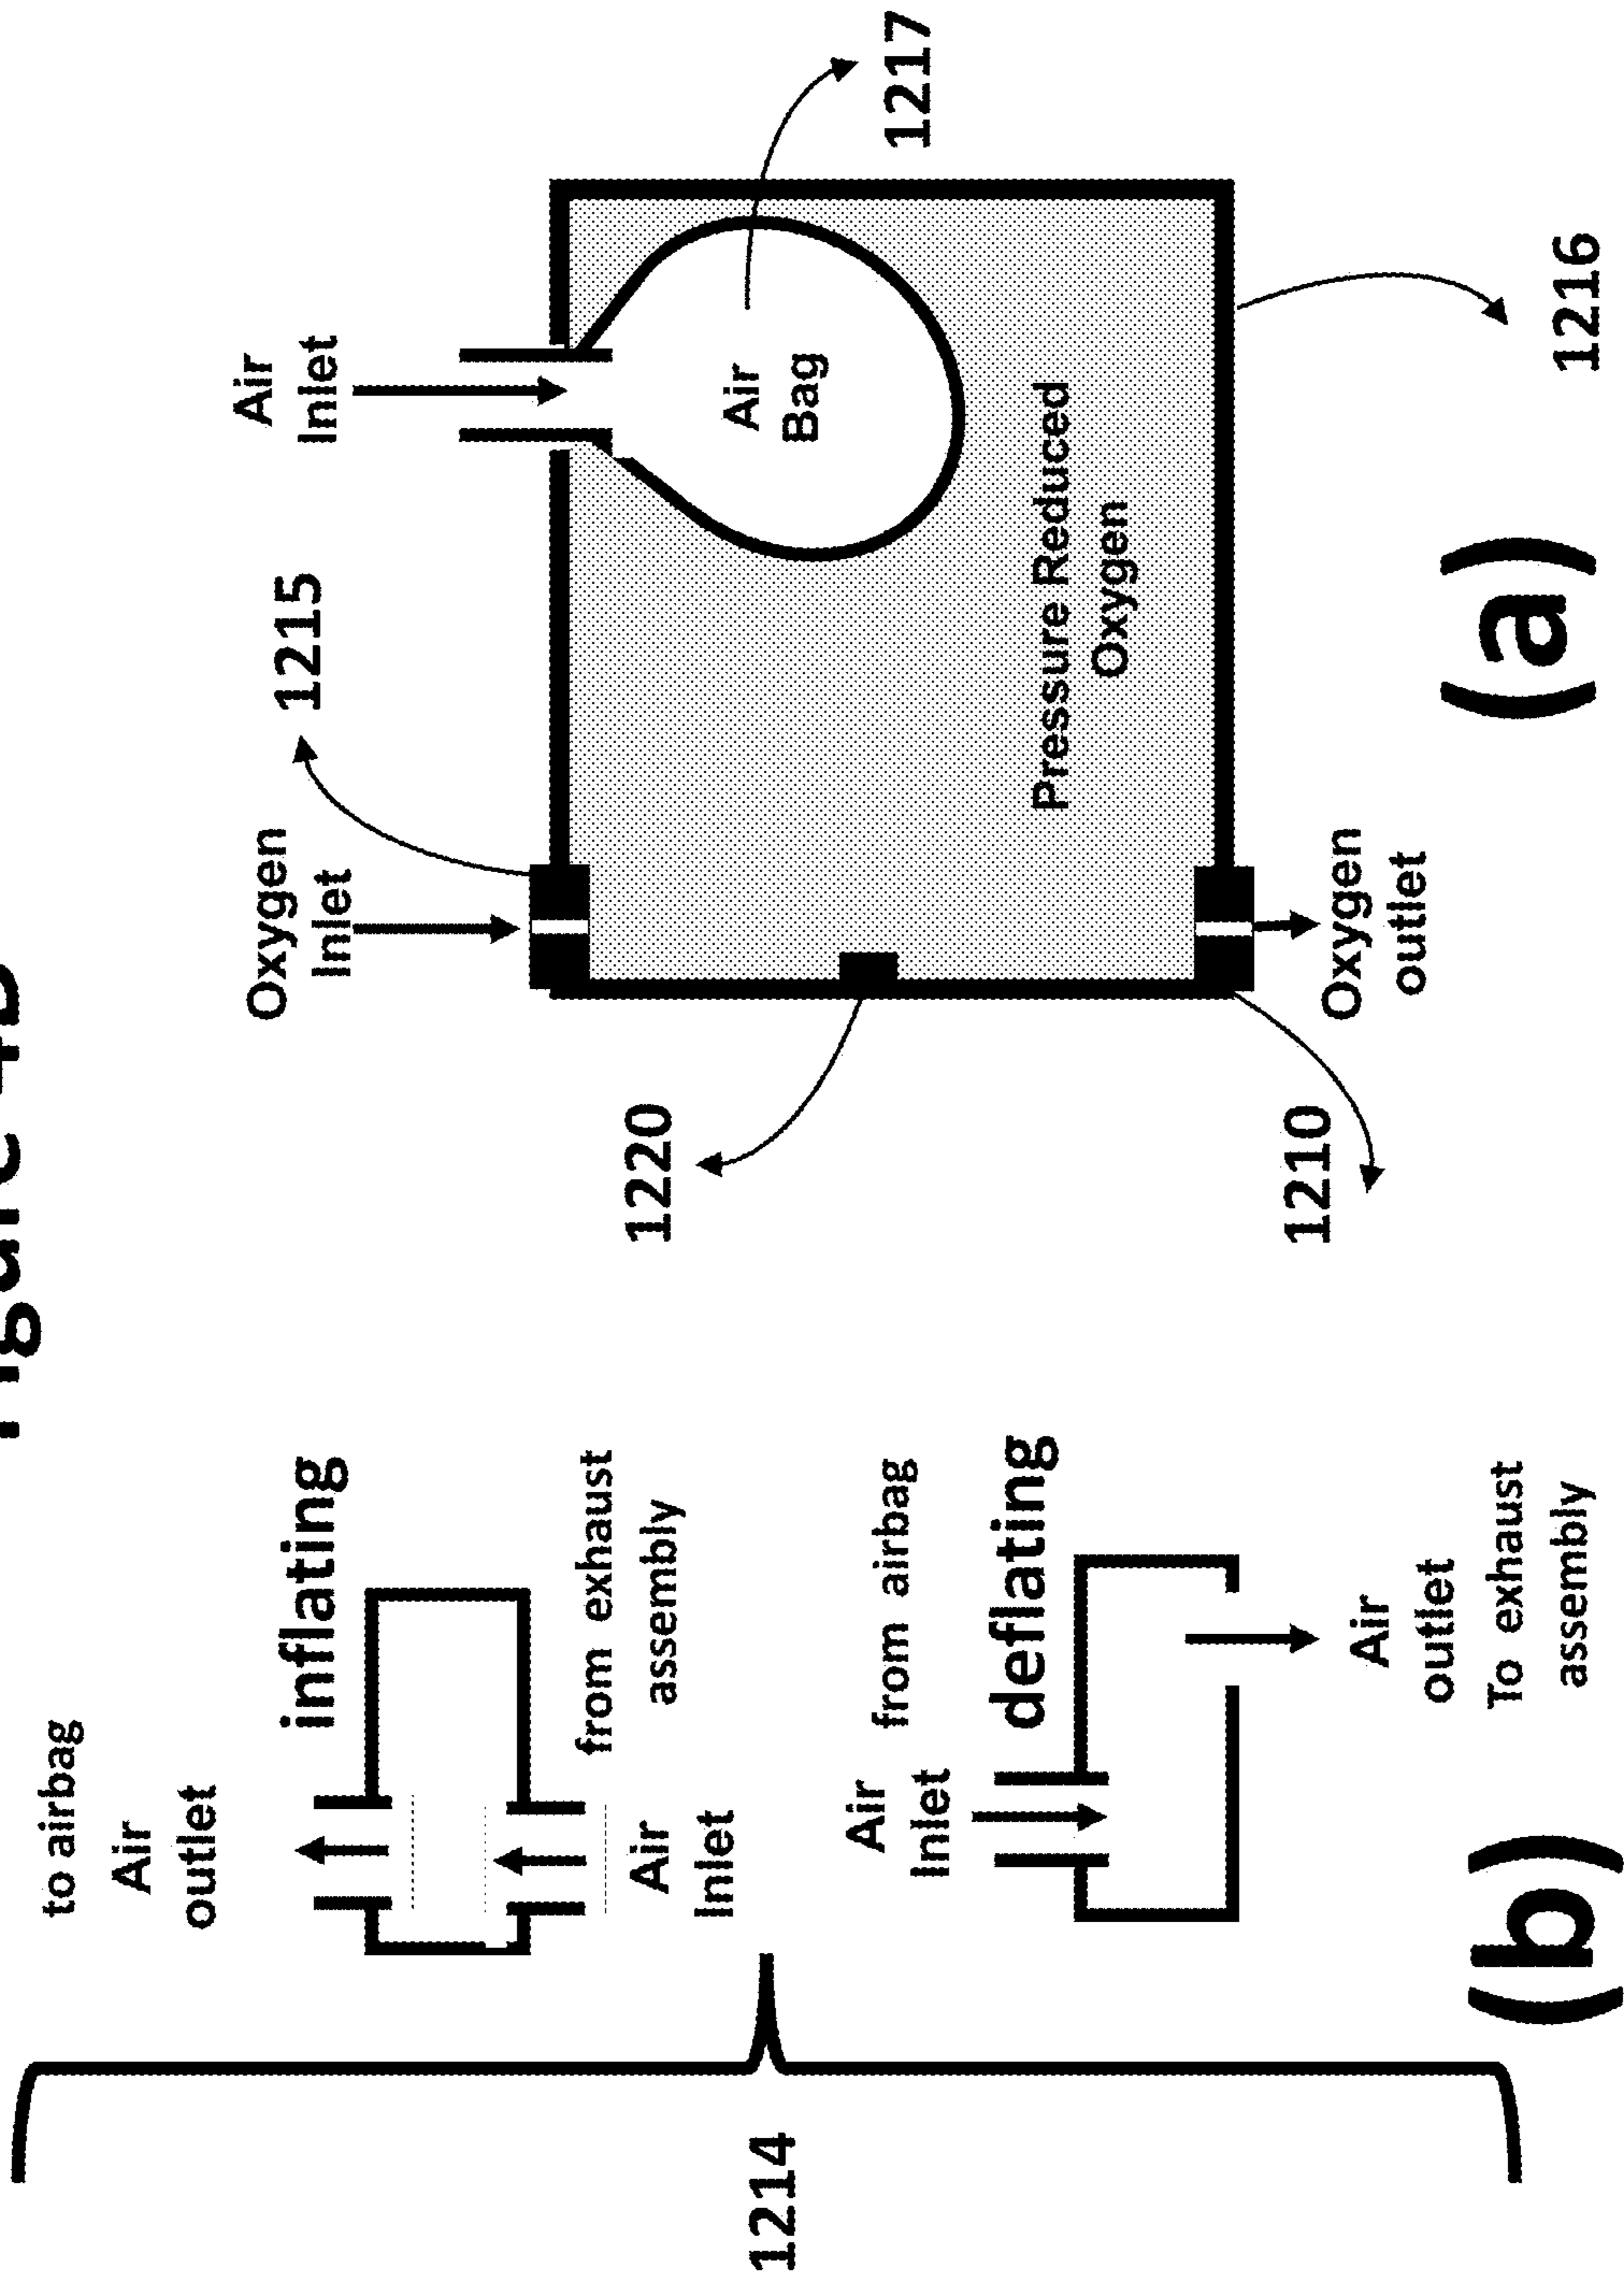 Figure
1214
to airbag
Air
outlet
inflating
from exhaust
assembly
Air
Inlet
Air
Inlet
from airbag
deflating
Air
outlet
To exhaust
assembly
(b)
Oxygen
Inlet
1215
Air
Inlet
1220
Air
Bag
1217
Pressure Reduced
Oxygen
1210
Oxygen
outlet
1216
(a)